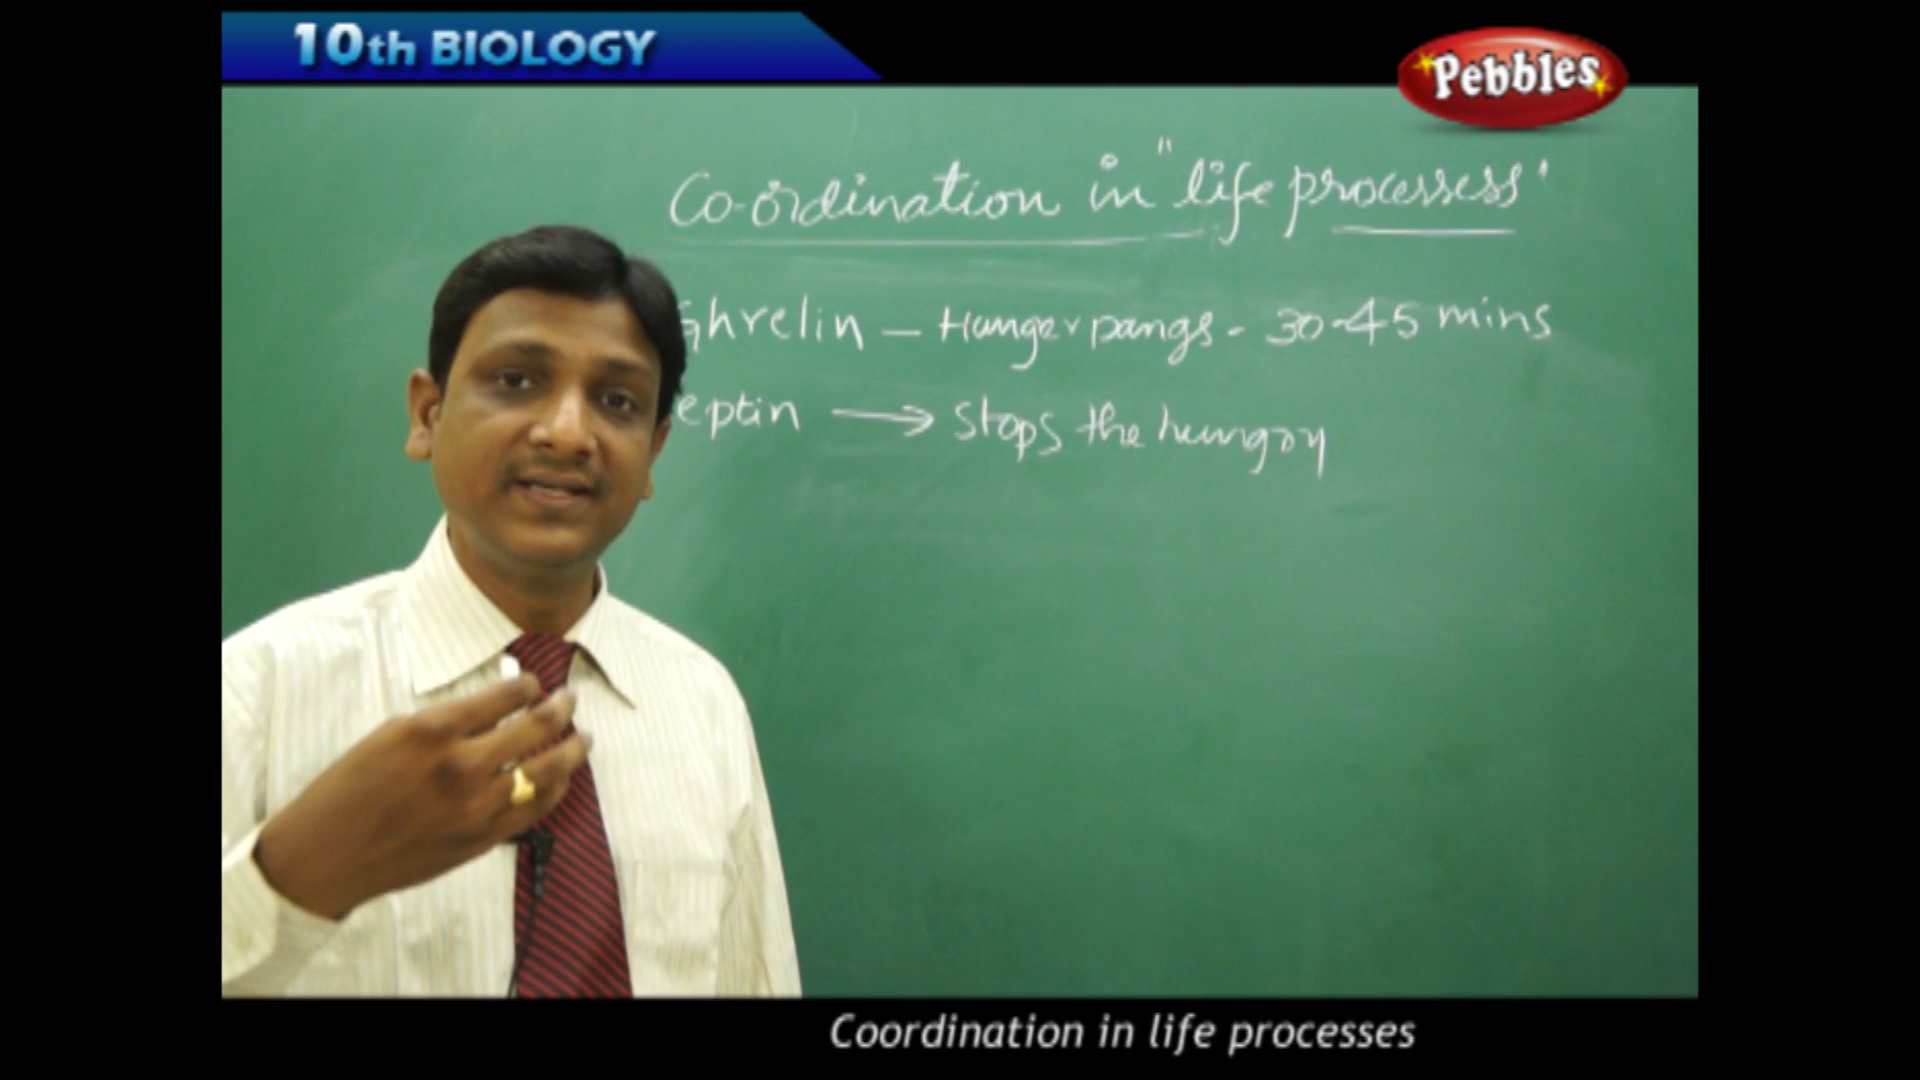 10th BIOLOGY
Pebbles
Co-ordination in "life processess"
Ghrelin - Hunger pangs - 30-45 mins
eptin → stops the hungry
Coordination in life processes